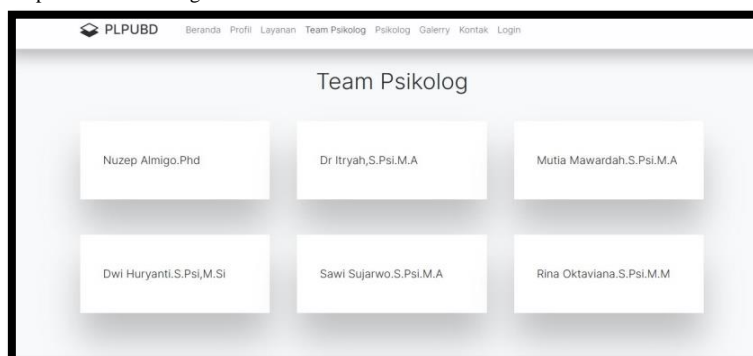 PLPUBD Beranda Profil Layanan Team Psikolog Psikolog Galerry Kontak Login
Team Psikolog
Nuzep Almigo.Phd
Dr Itryah,S.Psi.M.A
Mutia Mawardah.S.Psi.M.A
Dwi Huryanti.S.Psi,M.Si
Sawi Sujarwo.S.Psi.M.A
Rina Oktaviana.S.Psi.M.M